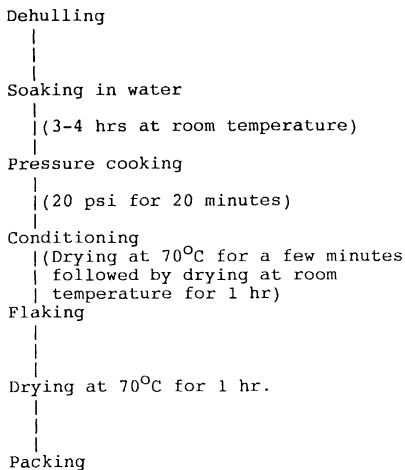 Dehulling
Soaking in water
(3-4 hrs at room temperature)
Pressure cooking
(20 psi for 20 minutes)
Conditioning
(Drying at 70°C for a few minutes
followed by drying at room
temperature for 1 hr)
Flaking
Drying at 70°C for 1 hr.
Packing